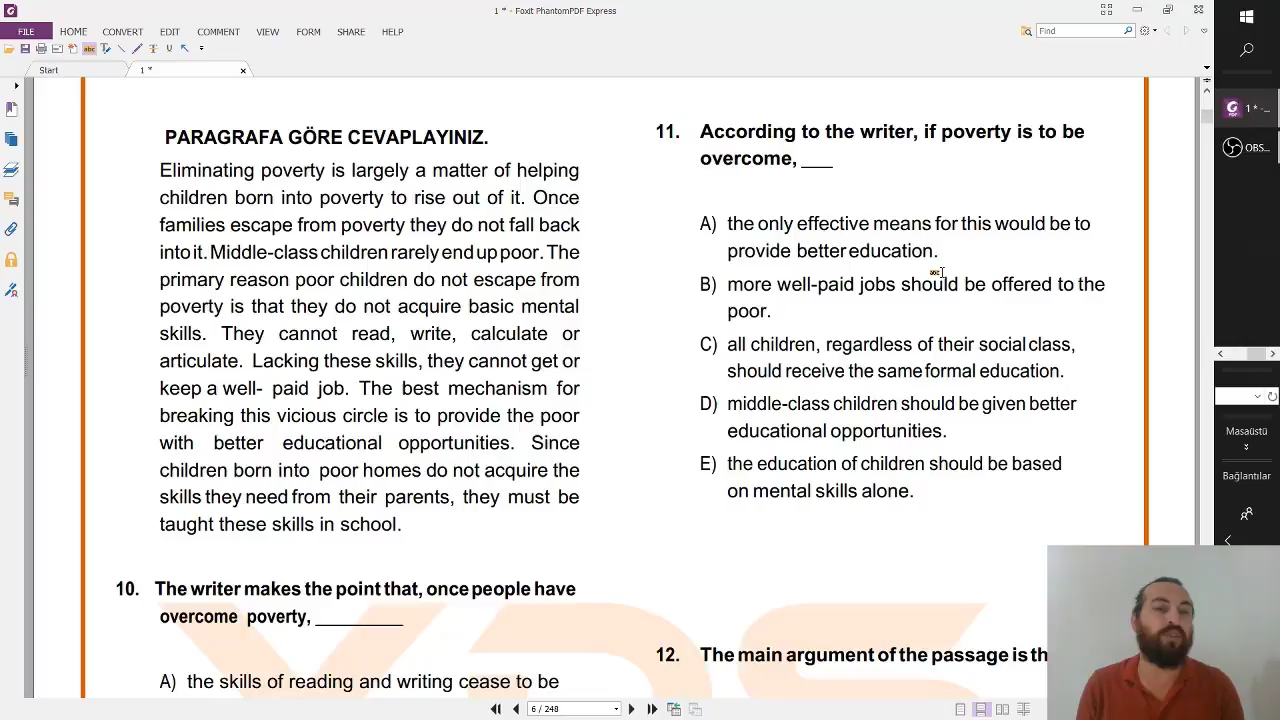 1 * - Foxit PhantomPDF Express
FILE HOME CONVERT EDIT COMMENT VIEW FORM SHARE HELP
Find
Start 1 *
PARAGRAFA GÖRE CEVAPLAYINIZ.
Eliminating poverty is largely a matter of helping
children born into poverty to rise out of it. Once
families escape from poverty they do not fall back
into it. Middle-class children rarely end up poor. The
primary reason poor children do not escape from
poverty is that they do not acquire basic mental
skills. They cannot read, write, calculate or
articulate. Lacking these skills, they cannot get or
keep a well- paid job. The best mechanism for
breaking this vicious circle is to provide the poor
with better educational opportunities. Since
children born into poor homes do not acquire the
skills they need from their parents, they must be
taught these skills in school.
10. The writer makes the point that, once people have
overcome poverty, _________
A) the skills of reading and writing cease to be
11. According to the writer, if poverty is to be
overcome, ___
A) the only effective means for this would be to
provide better education.
B) more well-paid jobs should be offered to the
poor.
C) all children, regardless of their social class,
should receive the same formal education.
D) middle-class children should be given better
educational opportunities.
E) the education of children should be based
on mental skills alone.
12. The main argument of the passage is th
6 / 248
1 * -...
OBS...
Masaüstü
Bağlantılar